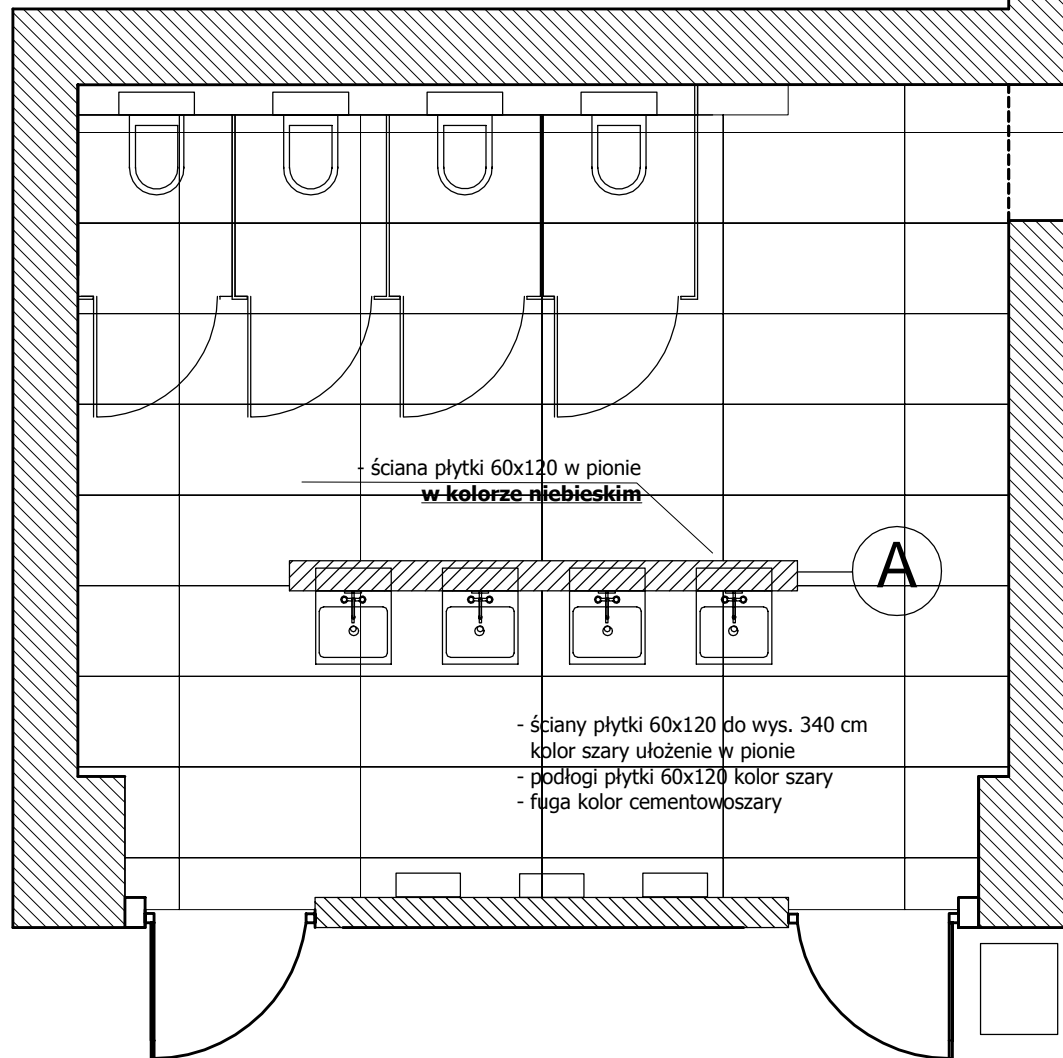 - ściana płytki 60x120 w pionie
w kolorze niebieskim
A
- ściany płytki 60x120 do wys. 340 cm
kolor szary ułożenie w pionie
- podłogi płytki 60x120 kolor szary
- fuga kolor cementowoszary